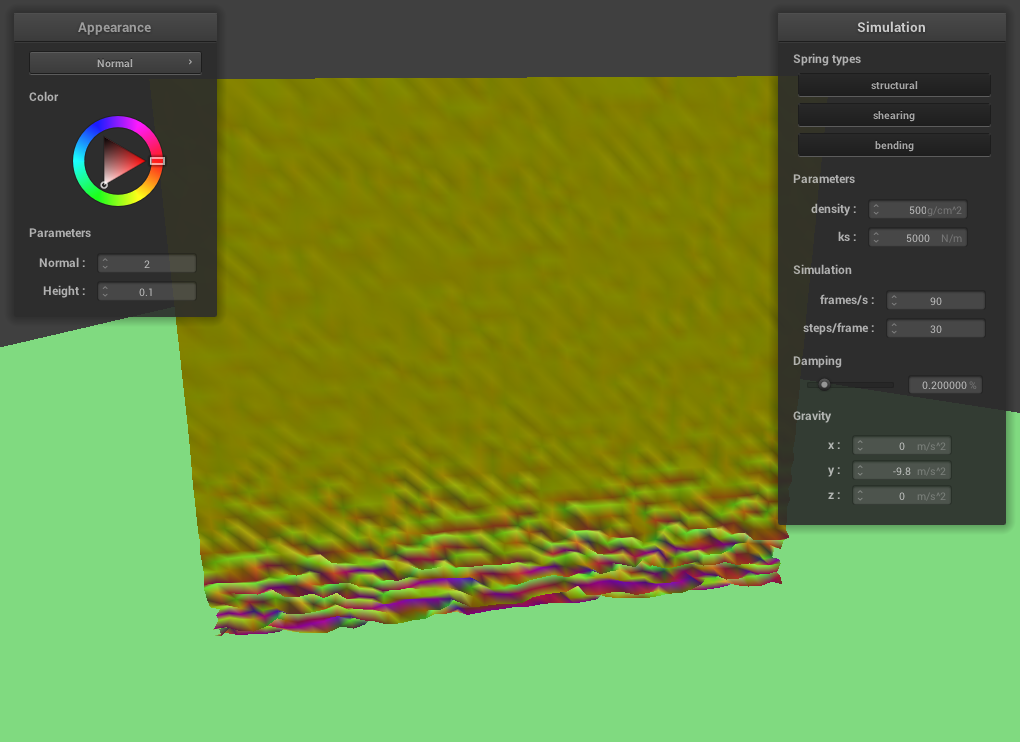 Appearance
Normal
Color
Parameters
Normal : 2
Height : 0.1
Simulation
Spring types
structural
shearing
bending
Parameters
density : 500 g/cm^2
ks : 5000 N/m
Simulation
frames/s : 90
steps/frame : 30
Damping
0.200000 %
Gravity
x : 0 m/s^2
y : -9.8 m/s^2
z : 0 m/s^2